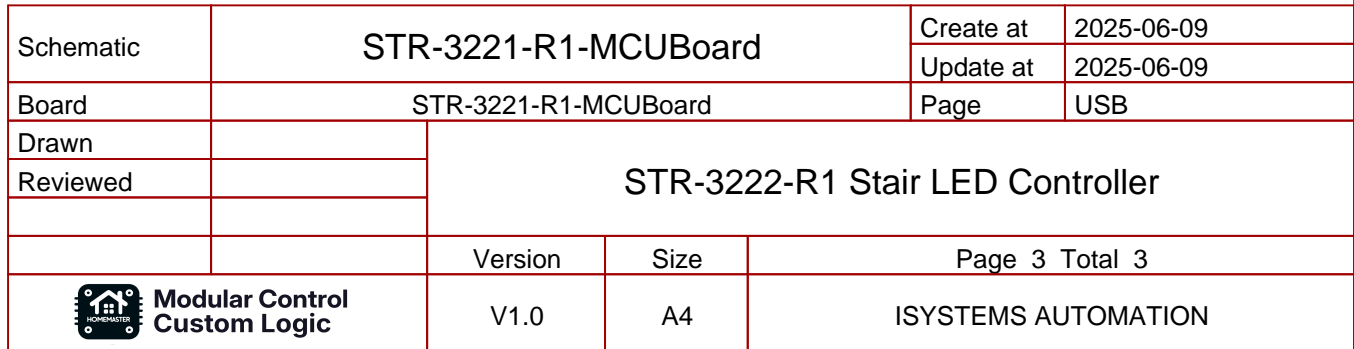 Schematic
STR-3221-R1-MCUBoard
Create at
2025-06-09
Update at
2025-06-09
Board
STR-3221-R1-MCUBoard
Page
USB
Drawn
Reviewed
STR-3222-R1 Stair LED Controller
Version
Size
Page 3 Total 3
HOMEMASTER
Modular Control
Custom Logic
V1.0
A4
ISYSTEMS AUTOMATION